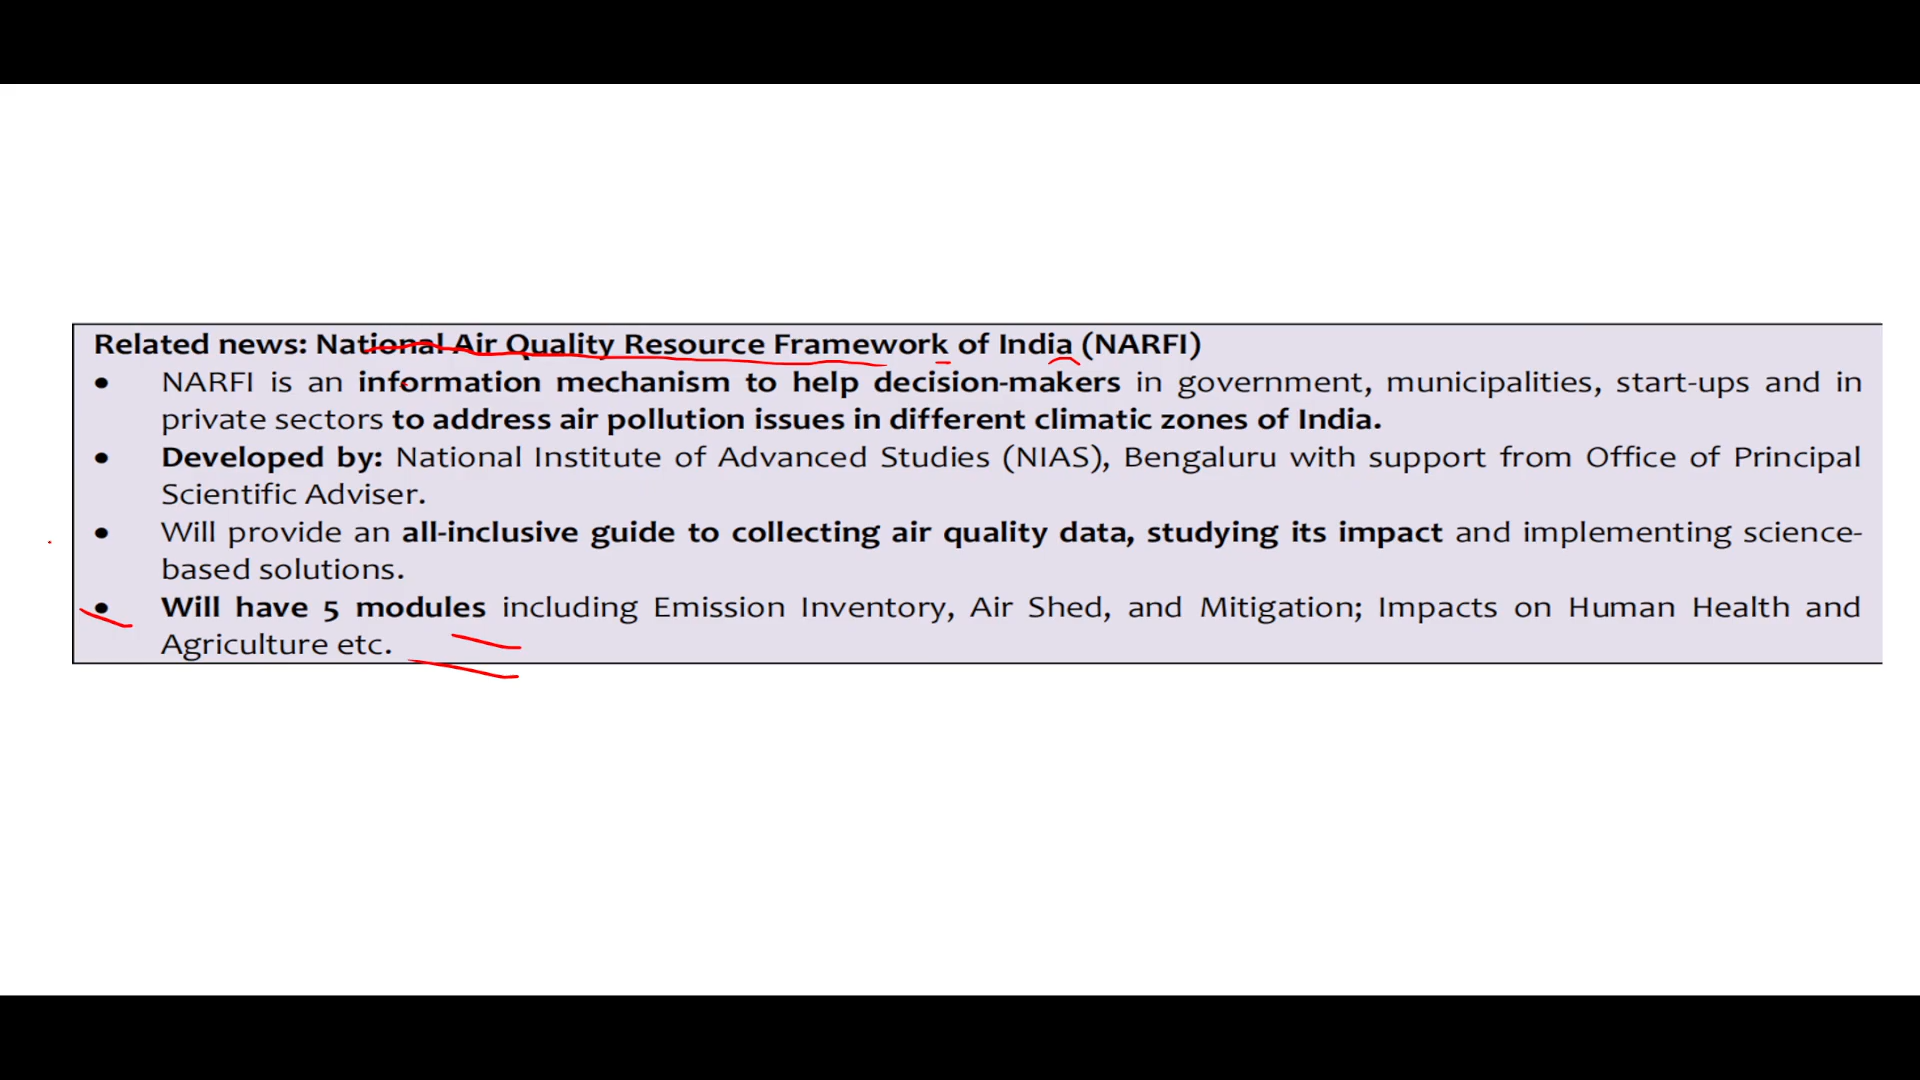 Related news: National Air Quality Resource Framework of India (NARFI)
• NARFI is an information mechanism to help decision-makers in government, municipalities, start-ups and in
private sectors to address air pollution issues in different climatic zones of India.
• Developed by: National Institute of Advanced Studies (NIAS), Bengaluru with support from Office of Principal
Scientific Adviser.
• Will provide an all-inclusive guide to collecting air quality data, studying its impact and implementing science-
based solutions.
• Will have 5 modules including Emission Inventory, Air Shed, and Mitigation; Impacts on Human Health and
Agriculture etc.